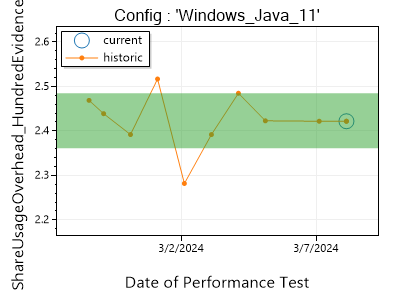 Config : 'Windows_Java_11'
ShareUsageOverhead_HundredEvidence
current
historic
2.6
2.5
2.4
2.3
2.2
3/2/2024
3/7/2024
Date of Performance Test